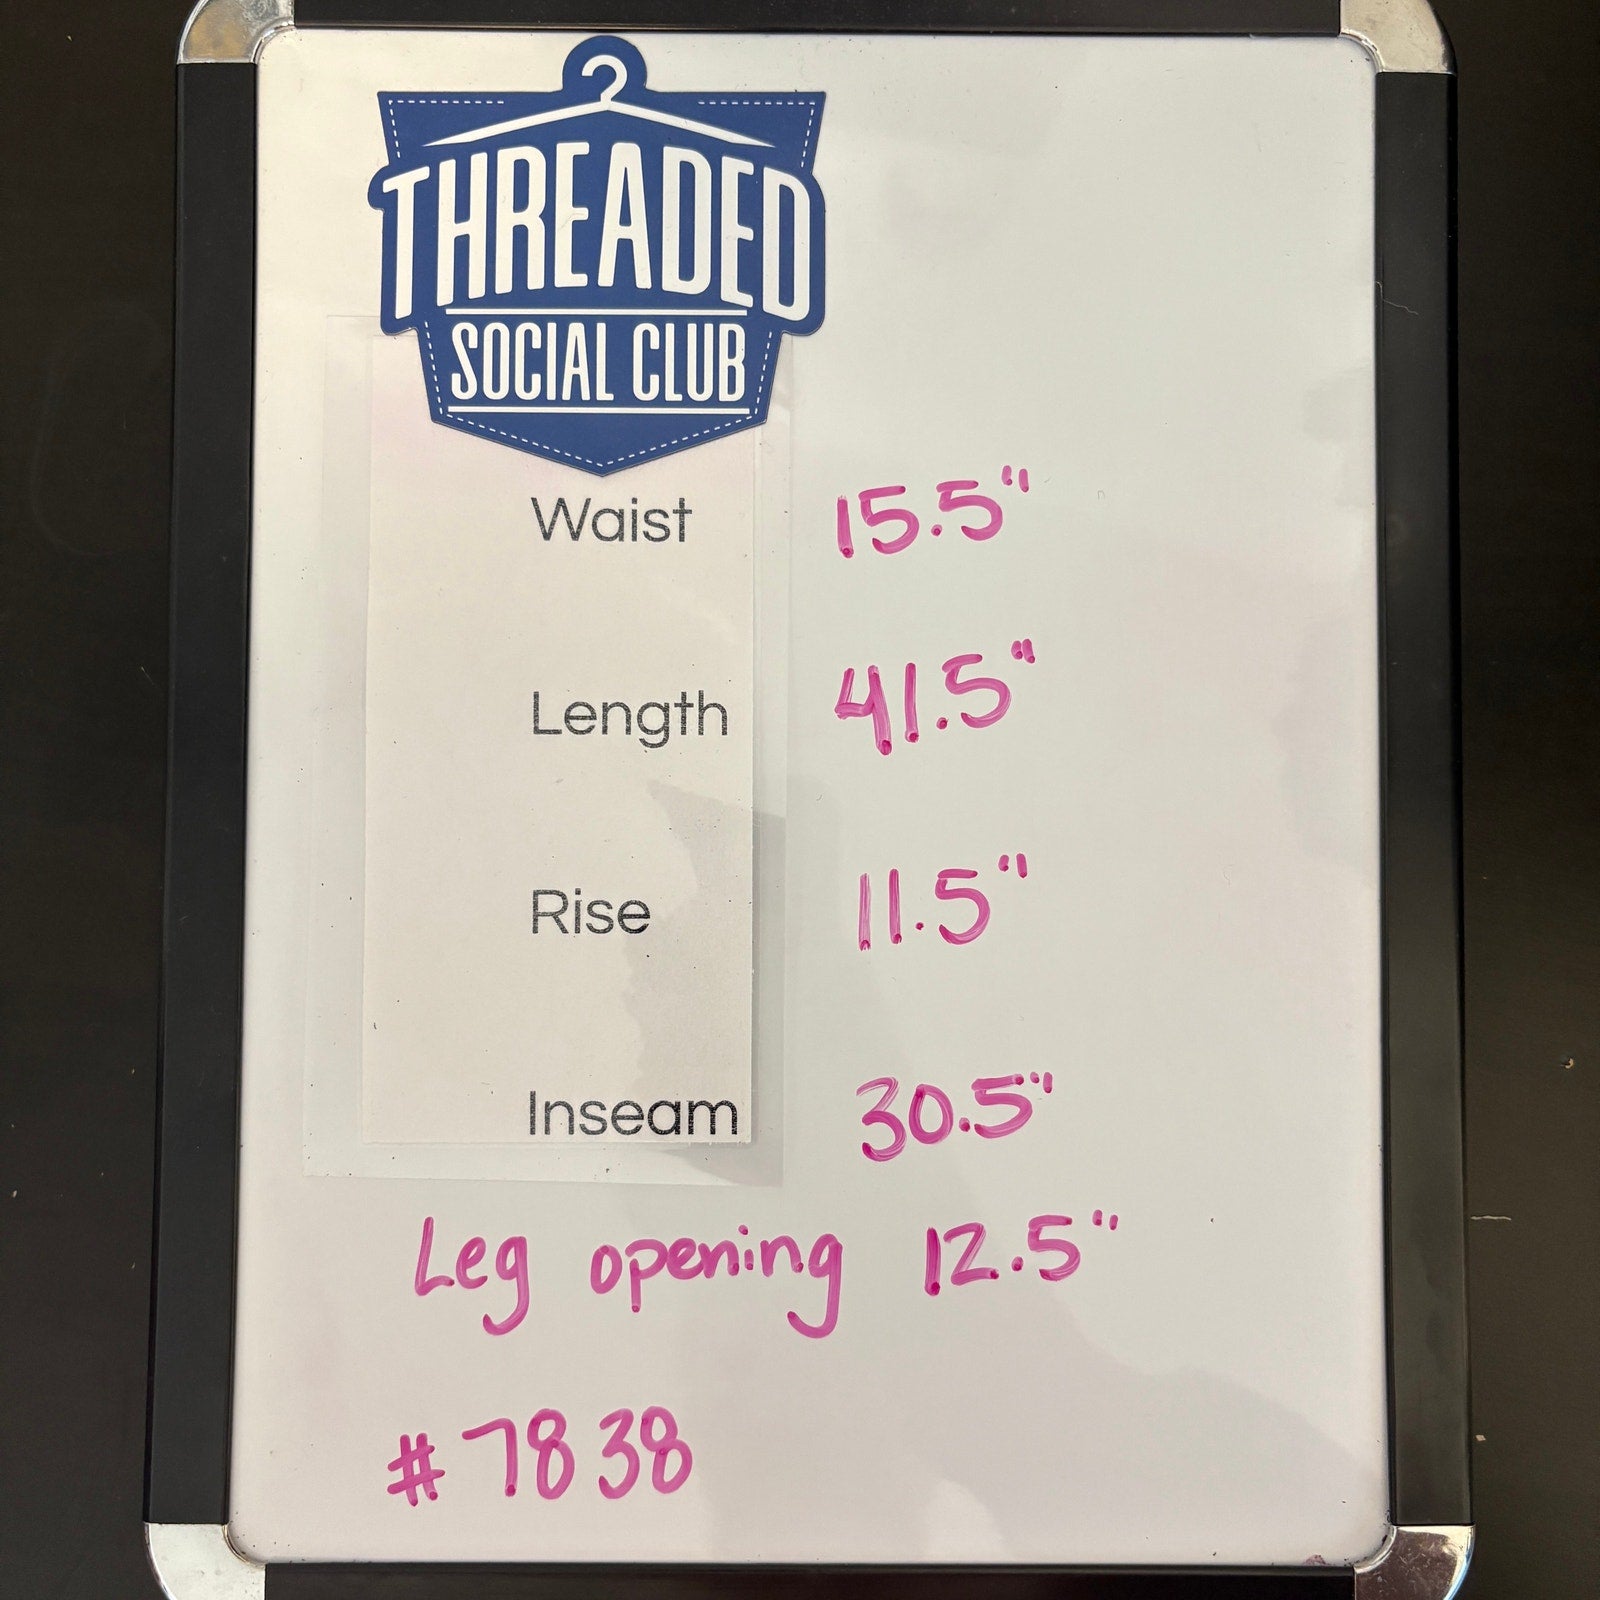 THREADED
SOCIAL CLUB
Waist 15.5"
Length 41.5"
Rise 11.5"
Inseam 30.5"
Leg opening 12.5"
#7838